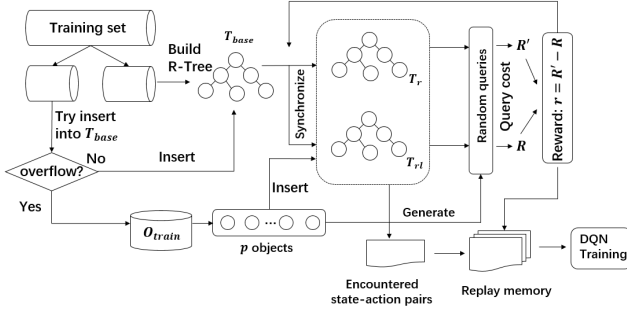 Training set
Build
R-Tree
T_base
Try insert
into T_base
overflow?
No
Insert
Yes
O_train
...
p objects
Insert
Synchronize
T_r
T_rl
Generate
Random queries
Query cost
R'
R
Reward: r = R' − R
Encountered
state-action pairs
Replay memory
DQN
Training